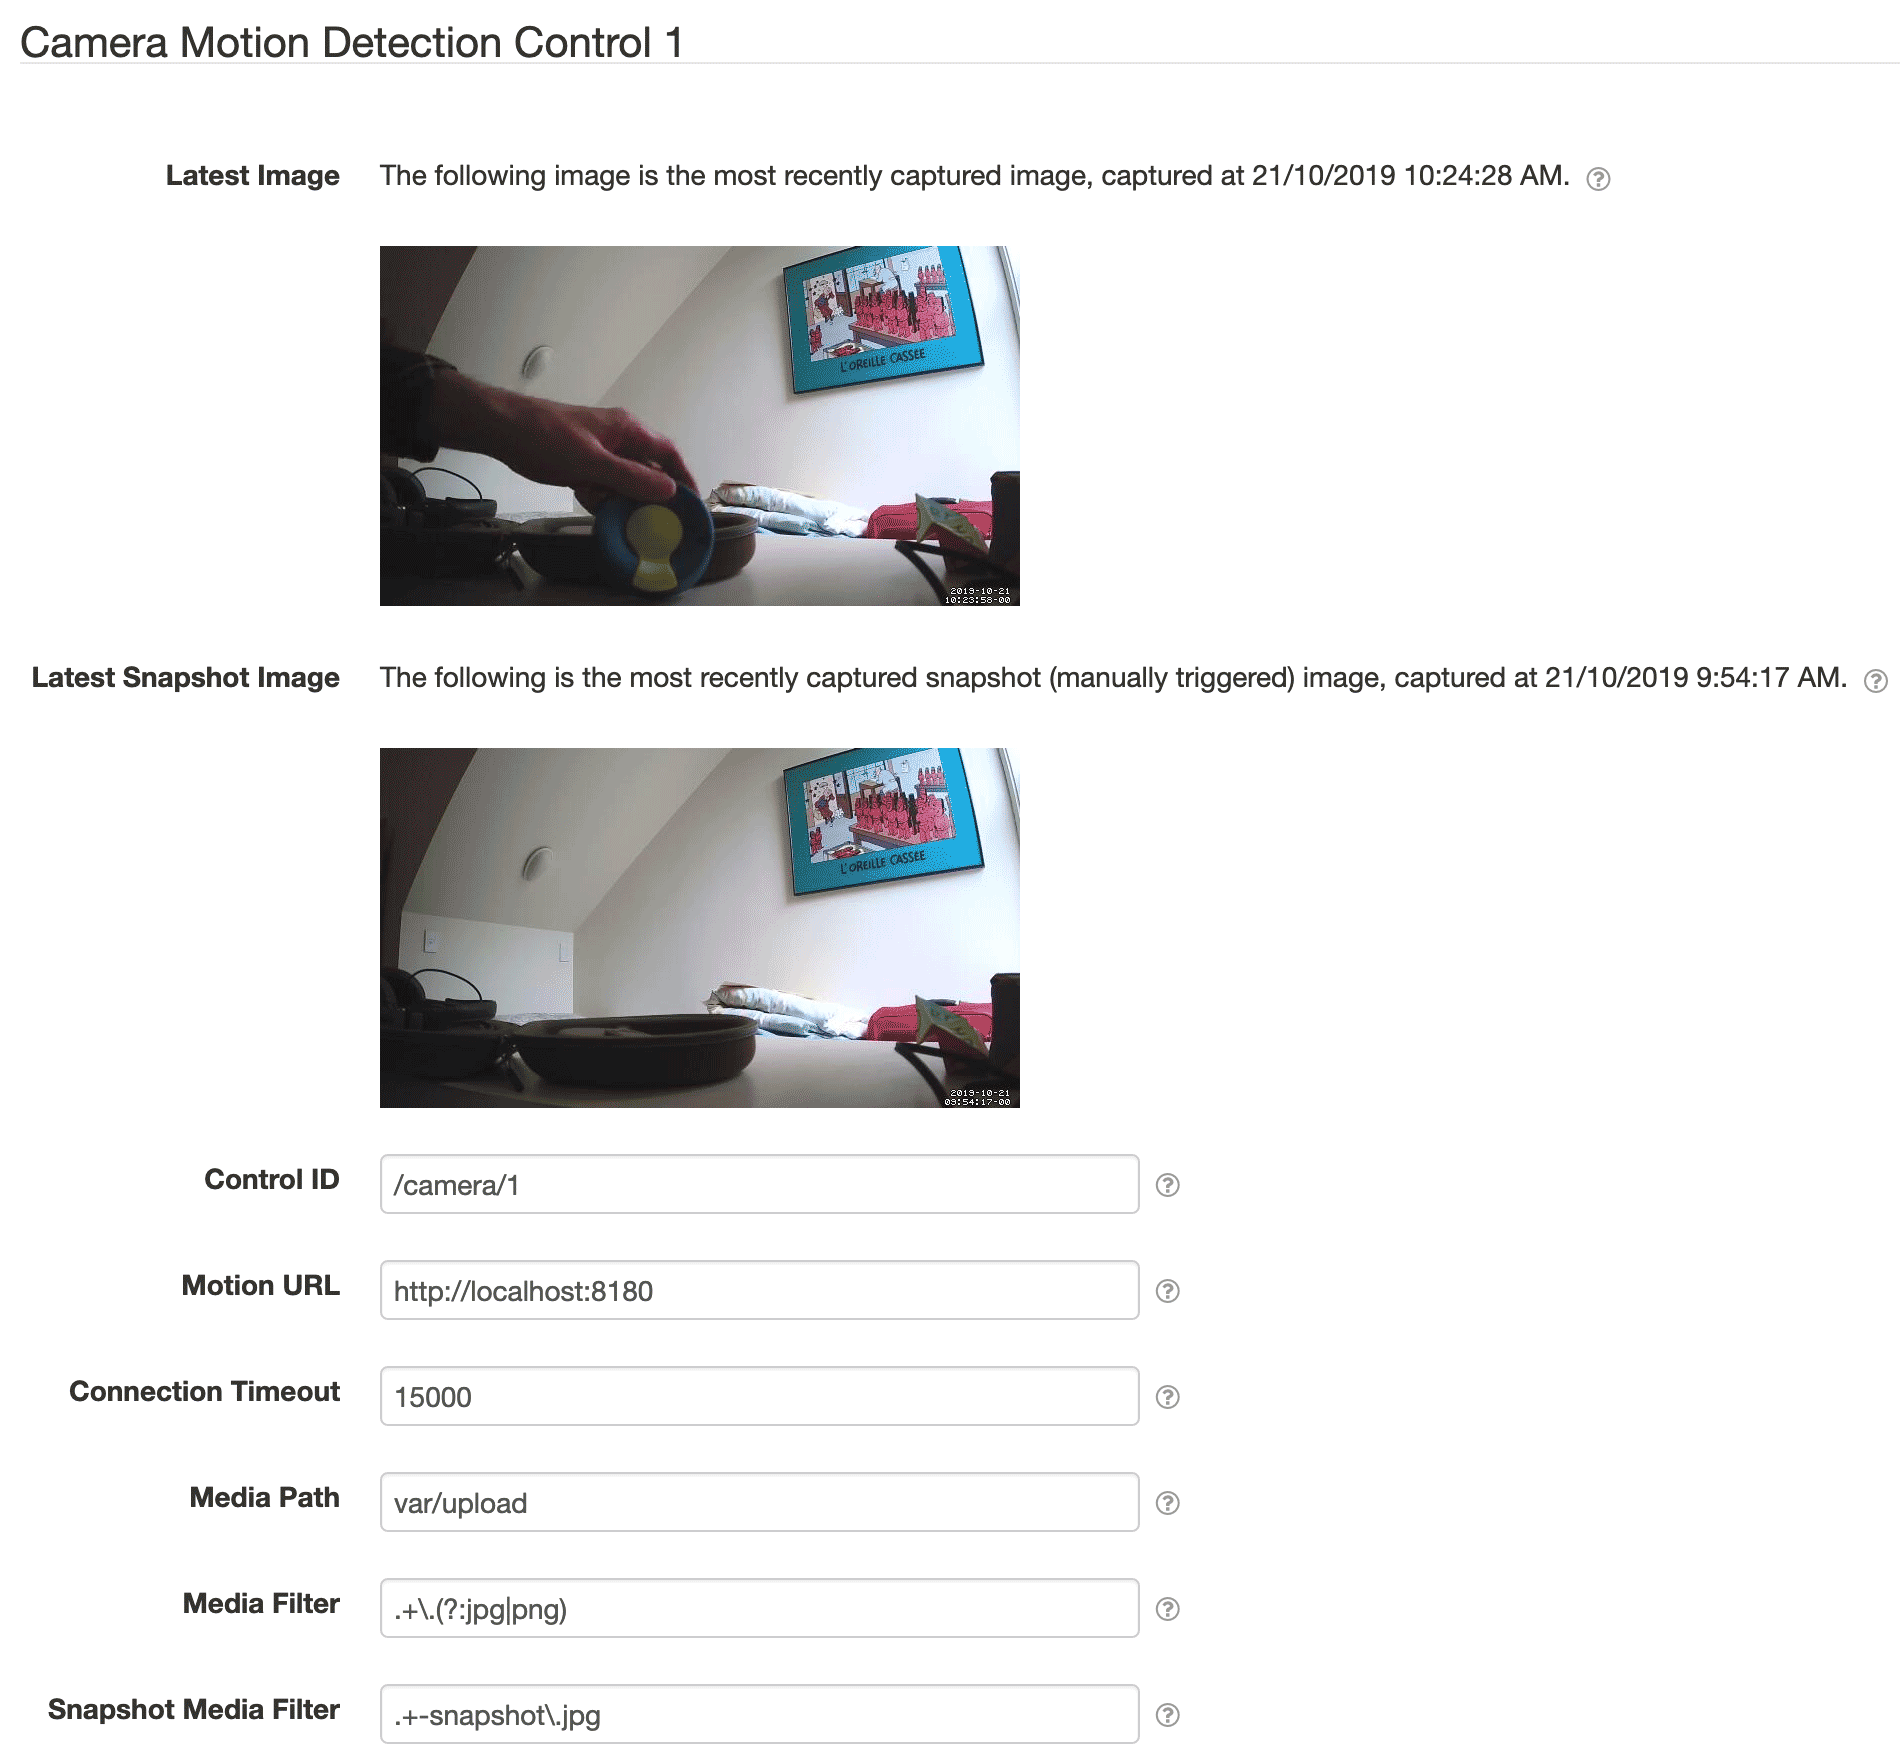 Camera Motion Detection Control 1
Latest Image The following image is the most recently captured image, captured at 21/10/2019 10:24:28 AM. ?
L'OREILLE CASSÉE
2019-10-21
10:23:58-00
Latest Snapshot Image The following is the most recently captured snapshot (manually triggered) image, captured at 21/10/2019 9:54:17 AM. ?
L'OREILLE CASSÉE
2019-10-21
09:54:17-00
Control ID /camera/1 ?
Motion URL http://localhost:8180 ?
Connection Timeout 15000 ?
Media Path var/upload ?
Media Filter .+\.(?:jpg|png) ?
Snapshot Media Filter .+-snapshot\.jpg ?